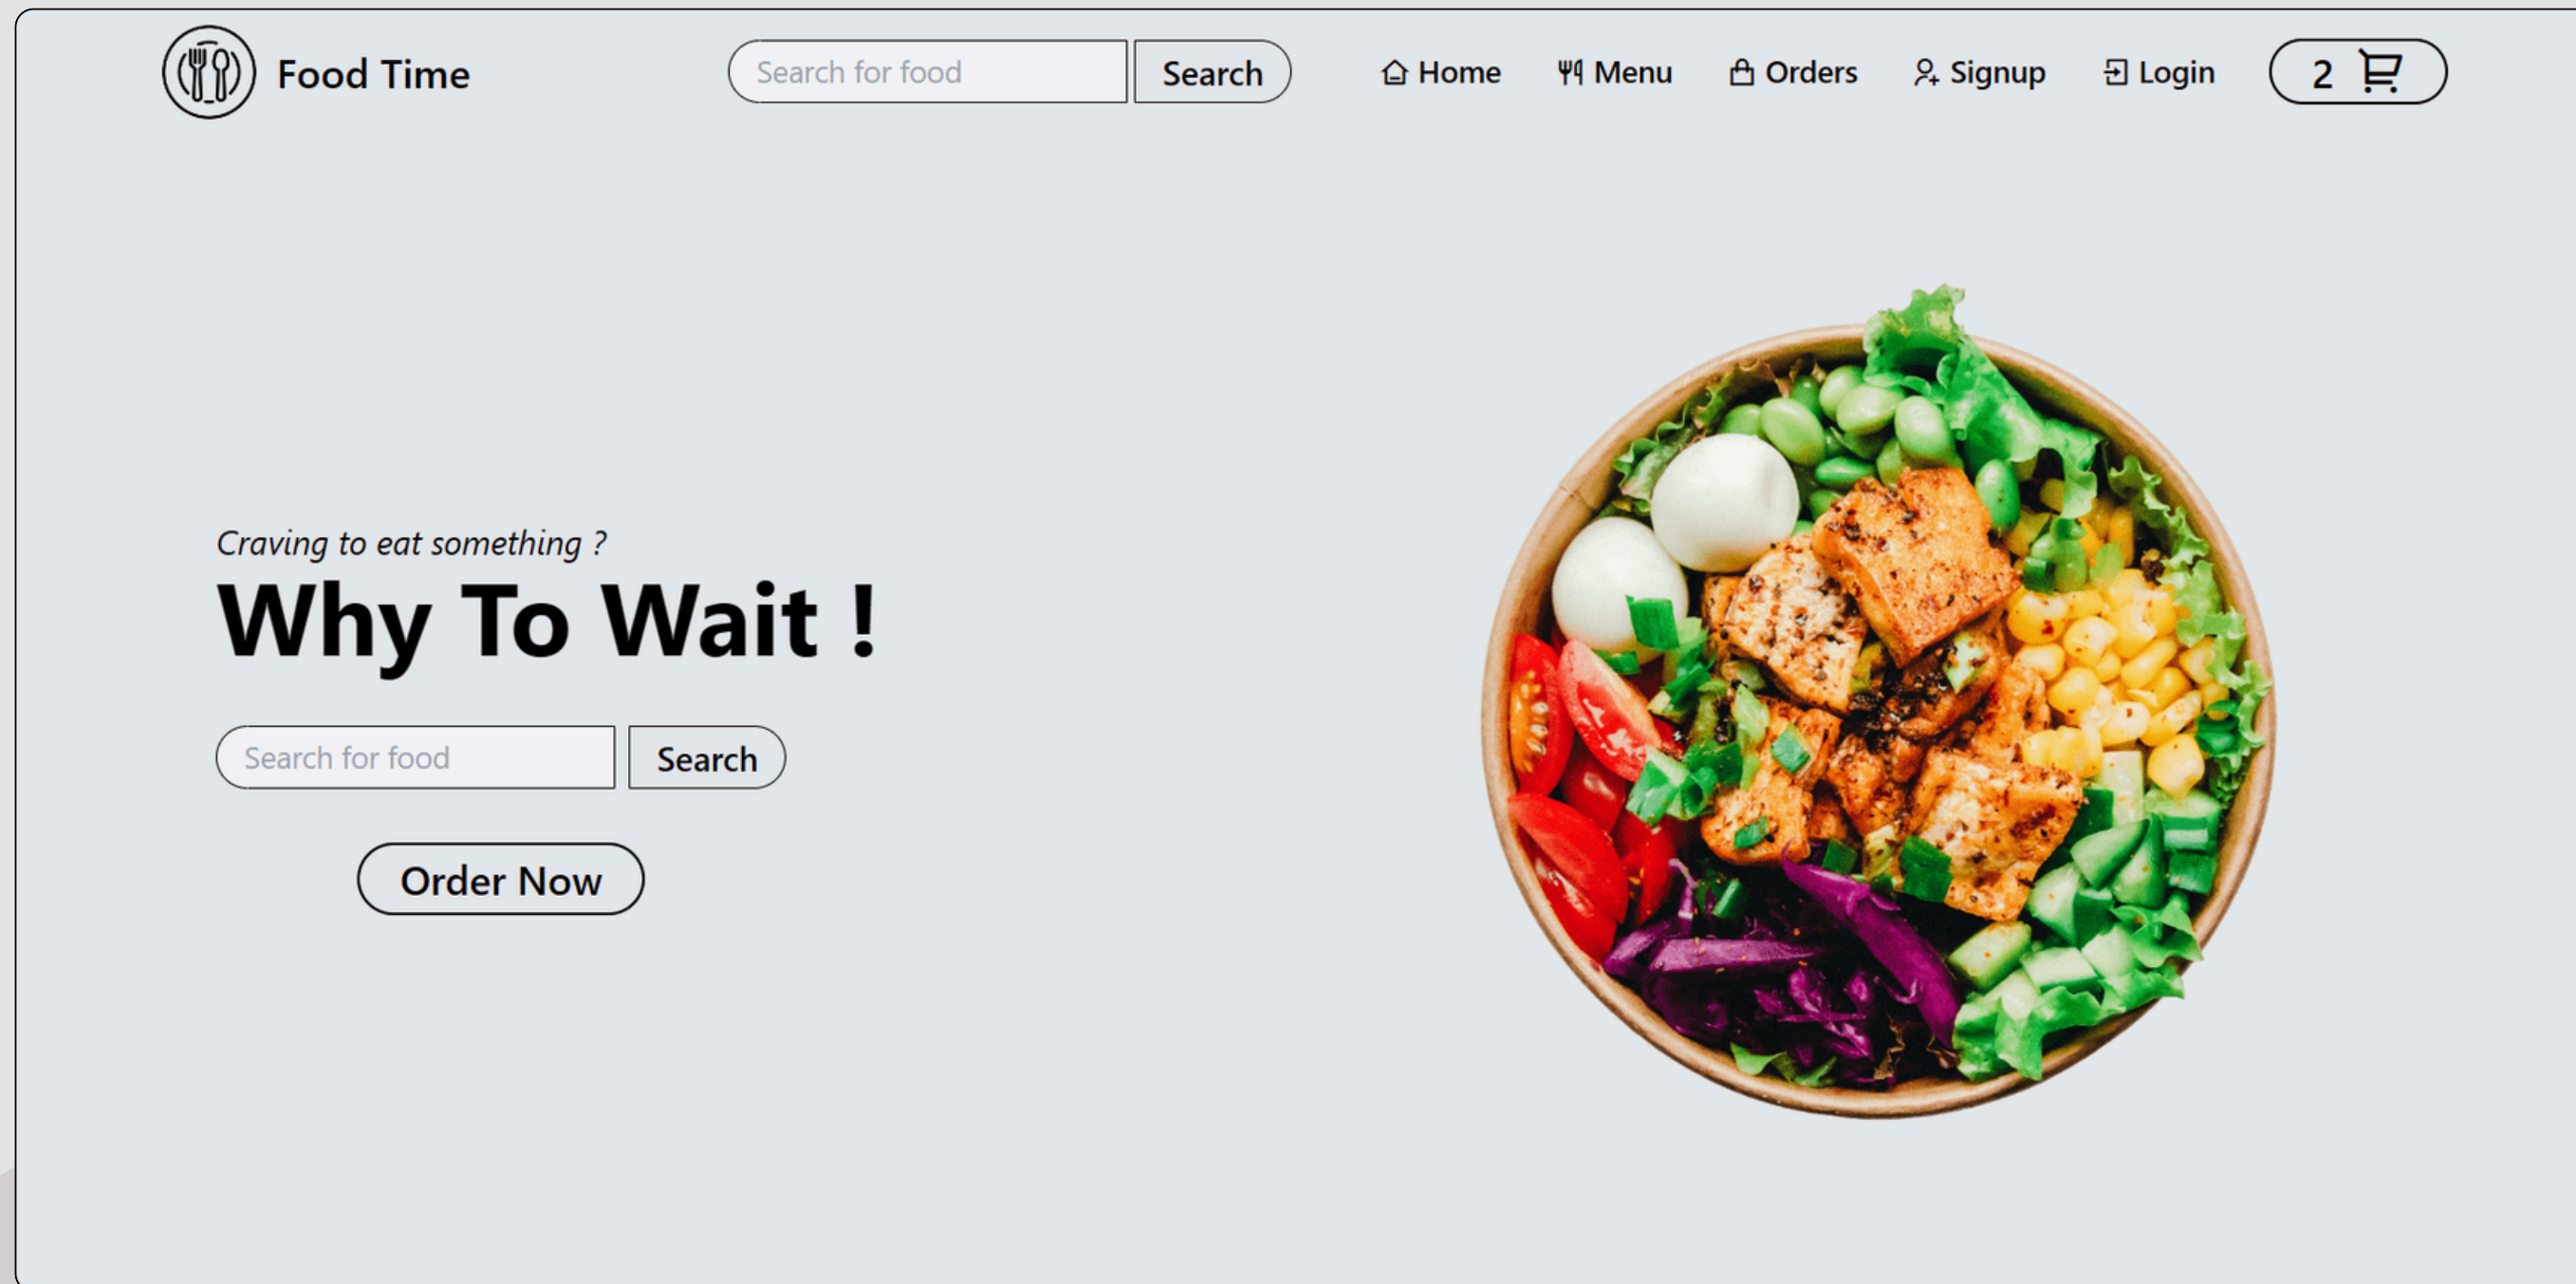 Food Time
Search for food
Search
Home
Menu
Orders
Signup
Login
2
Craving to eat something ?
Why To Wait !
Search for food
Search
Order Now